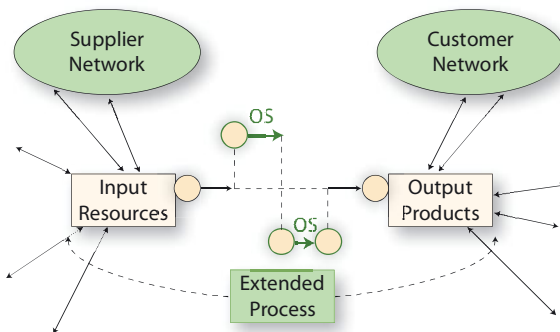 Supplier
Network
Customer
Network
OS
Input
Resources
Output
Products
OS
Extended
Process